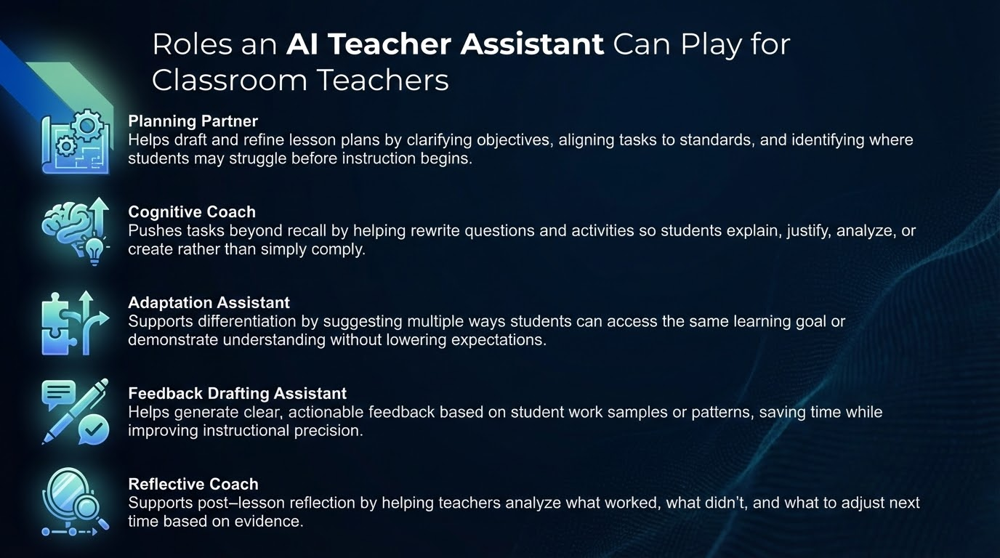 Roles an AI Teacher Assistant Can Play for
Classroom Teachers
Planning Partner
Helps draft and refine lesson plans by clarifying objectives, aligning tasks to standards, and identifying where
students may struggle before instruction begins.
Cognitive Coach
Pushes tasks beyond recall by helping rewrite questions and activities so students explain, justify, analyze, or
create rather than simply comply.
Adaptation Assistant
Supports differentiation by suggesting multiple ways students can access the same learning goal or
demonstrate understanding without lowering expectations.
Feedback Drafting Assistant
Helps generate clear, actionable feedback based on student work samples or patterns, saving time while
improving instructional precision.
Reflective Coach
Supports post–lesson reflection by helping teachers analyze what worked, what didn’t, and what to adjust next
time based on evidence.